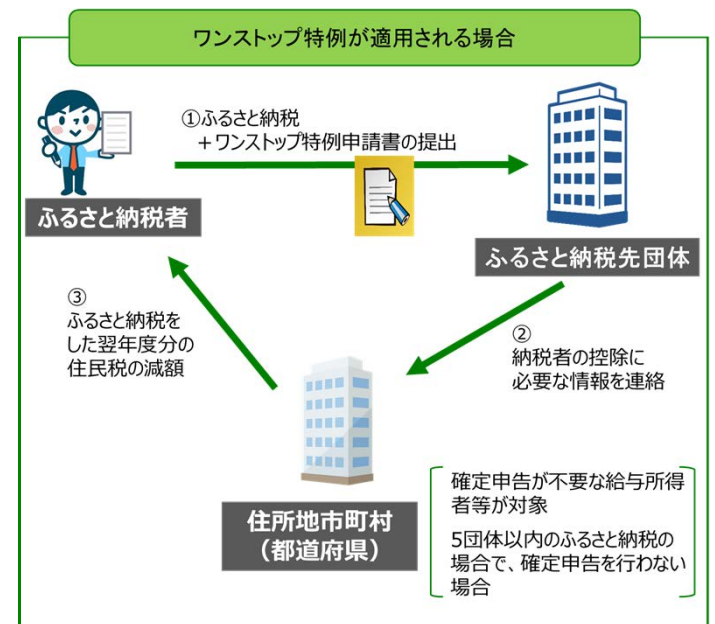 ワンストップ特例が適用される場合
①ふるさと納税
＋ワンストップ特例申請書の提出
ふるさと納税者
ふるさと納税先団体
③
ふるさと納税を
した翌年度分の
住民税の減額
②
納税者の控除に
必要な情報を連絡
住所地市町村
（都道府県）
確定申告が不要な給与所得
者等が対象
5団体以内のふるさと納税の
場合で、確定申告を行わない
場合